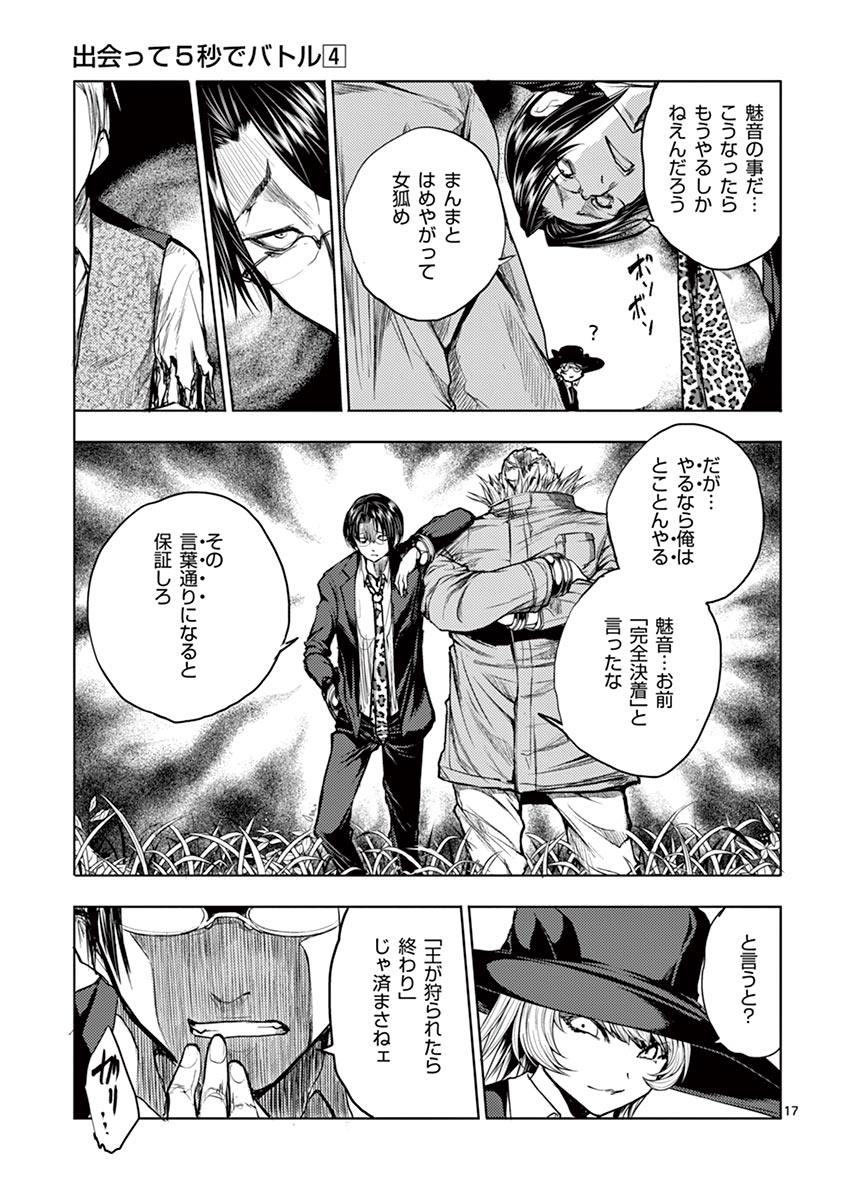 出会って5秒でバトル4
魅音の事だ…
こうなったら
もうやるしか
ねえんだろう
ボソボソ
?
まんまと
はめやがって
女狐め
だが…
やるなら俺は
とことんやる
魅音…お前
「完全決着」と
言ったな
その
言葉通りになると
保証しろ
と言うと?
「王が狩られたら
終わり」
じゃ済まさねェ
ガリ…
17